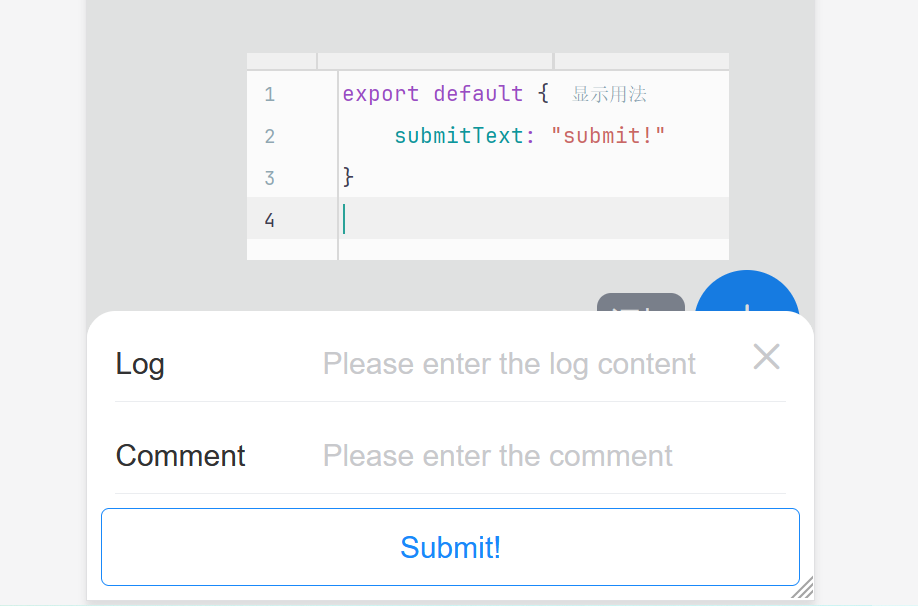 1 export default { 显示用法
2 submitText: "submit!"
3 }
4
Log Please enter the log content
Comment Please enter the comment
Submit!